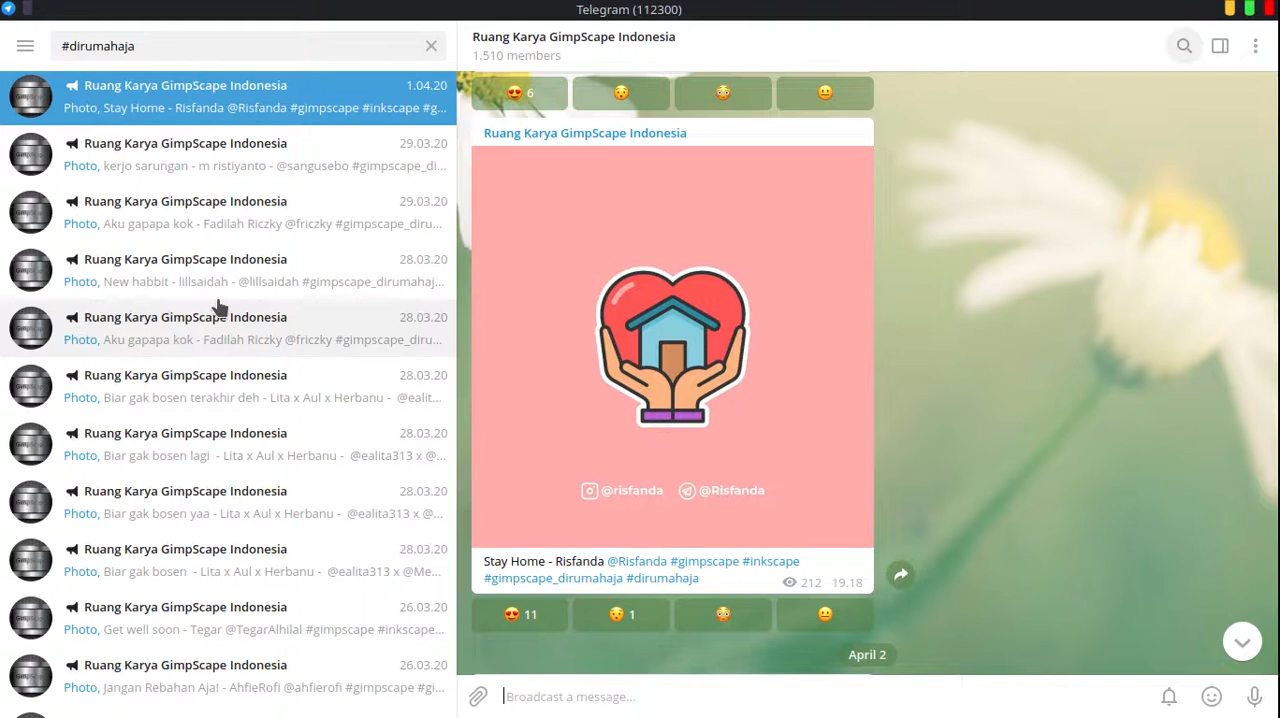 Telegram (112300)
#dirumahaja
Ruang Karya GimpScape Indonesia 1.04.20
Photo, Stay Home - Risfanda @Risfanda #gimpscape #inkscape #g...
Ruang Karya GimpScape Indonesia 29.03.20
Photo, kerjo sarungan - m ristiyanto - @sangusebo #gimpscape_di...
Ruang Karya GimpScape Indonesia 29.03.20
Photo, Aku gapapa kok - Fadilah Riczky @friczky #gimpscape_diru...
Ruang Karya GimpScape Indonesia 28.03.20
Photo, New habbit - lillsaidah - @lillsaidah #gimpscape_dirumahaj...
Ruang Karya GimpScape Indonesia 28.03.20
Photo, Aku gapapa kok - Fadilah Riczky @friczky #gimpscape_diru...
Ruang Karya GimpScape Indonesia 28.03.20
Photo, Biar gak bosen terakhir deh - Lita x Aul x Herbanu - @ealit...
Ruang Karya GimpScape Indonesia 28.03.20
Photo, Biar gak bosen lagi - Lita x Aul x Herbanu - @ealita313 x @...
Ruang Karya GimpScape Indonesia 28.03.20
Photo, Biar gak bosen yaa - Lita x Aul x Herbanu - @ealita313 x @...
Ruang Karya GimpScape Indonesia 28.03.20
Photo, Biar gak bosen - Lita x Aul x Herbanu - @ealita313 x @Me...
Ruang Karya GimpScape Indonesia 26.03.20
Photo, Get well soon - Tegar @TegarAlhilal #gimpscape #inkscape...
Ruang Karya GimpScape Indonesia 26.03.20
Photo, Jangan Rebahan Aja! - AhfieRofi @ahfierofi #gimpscape #gi...
Ruang Karya GimpScape Indonesia
1.510 members
6
Ruang Karya GimpScape Indonesia
@risfanda @Risfanda
Stay Home - Risfanda @Risfanda #gimpscape #inkscape
#gimpscape_dirumahaja #dirumahaja 212 19.18
11 1
April 2
Broadcast a message...